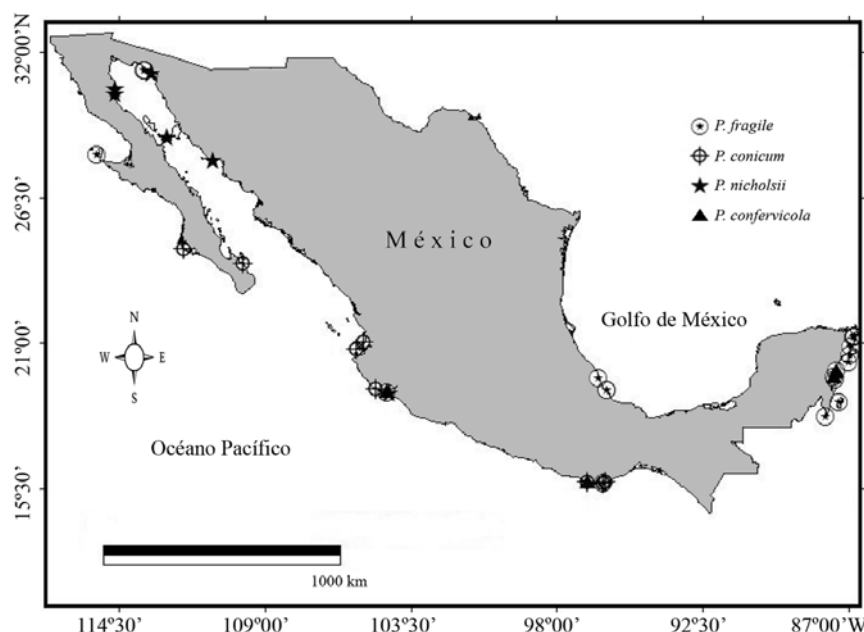 32º00'N
26º30'
21º00'
15º30'
P. fragile
P. conicum
P. nicholsii
P. confervicola
México
Golfo de México
N
W E
S
Océano Pacífico
1000 km
114º30' 109º00' 103º30' 98º00' 92º30' 87º00'W